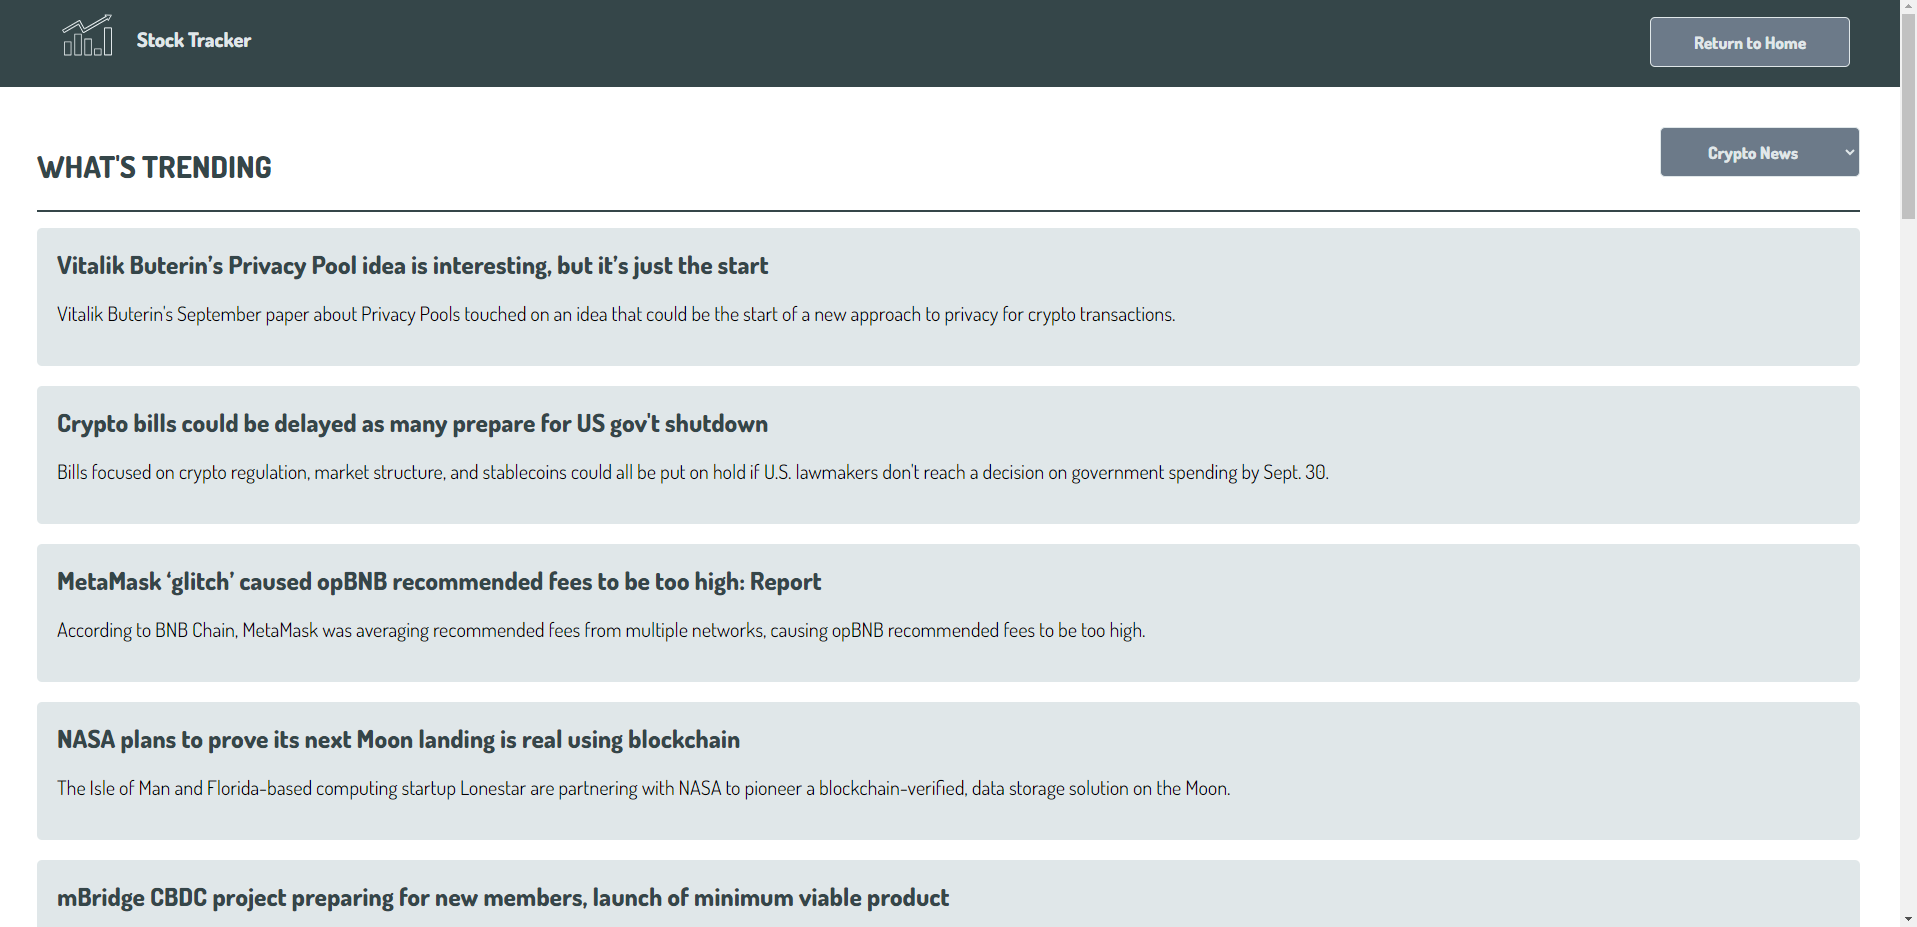 Stock Tracker
Return to Home
WHAT'S TRENDING
Crypto News
Vitalik Buterin’s Privacy Pool idea is interesting, but it’s just the start
Vitalik Buterin's September paper about Privacy Pools touched on an idea that could be the start of a new approach to privacy for crypto transactions.
Crypto bills could be delayed as many prepare for US gov't shutdown
Bills focused on crypto regulation, market structure, and stablecoins could all be put on hold if U.S. lawmakers don't reach a decision on government spending by Sept. 30.
MetaMask ‘glitch’ caused opBNB recommended fees to be too high: Report
According to BNB Chain, MetaMask was averaging recommended fees from multiple networks, causing opBNB recommended fees to be too high.
NASA plans to prove its next Moon landing is real using blockchain
The Isle of Man and Florida-based computing startup Lonestar are partnering with NASA to pioneer a blockchain-verified, data storage solution on the Moon.
mBridge CBDC project preparing for new members, launch of minimum viable product